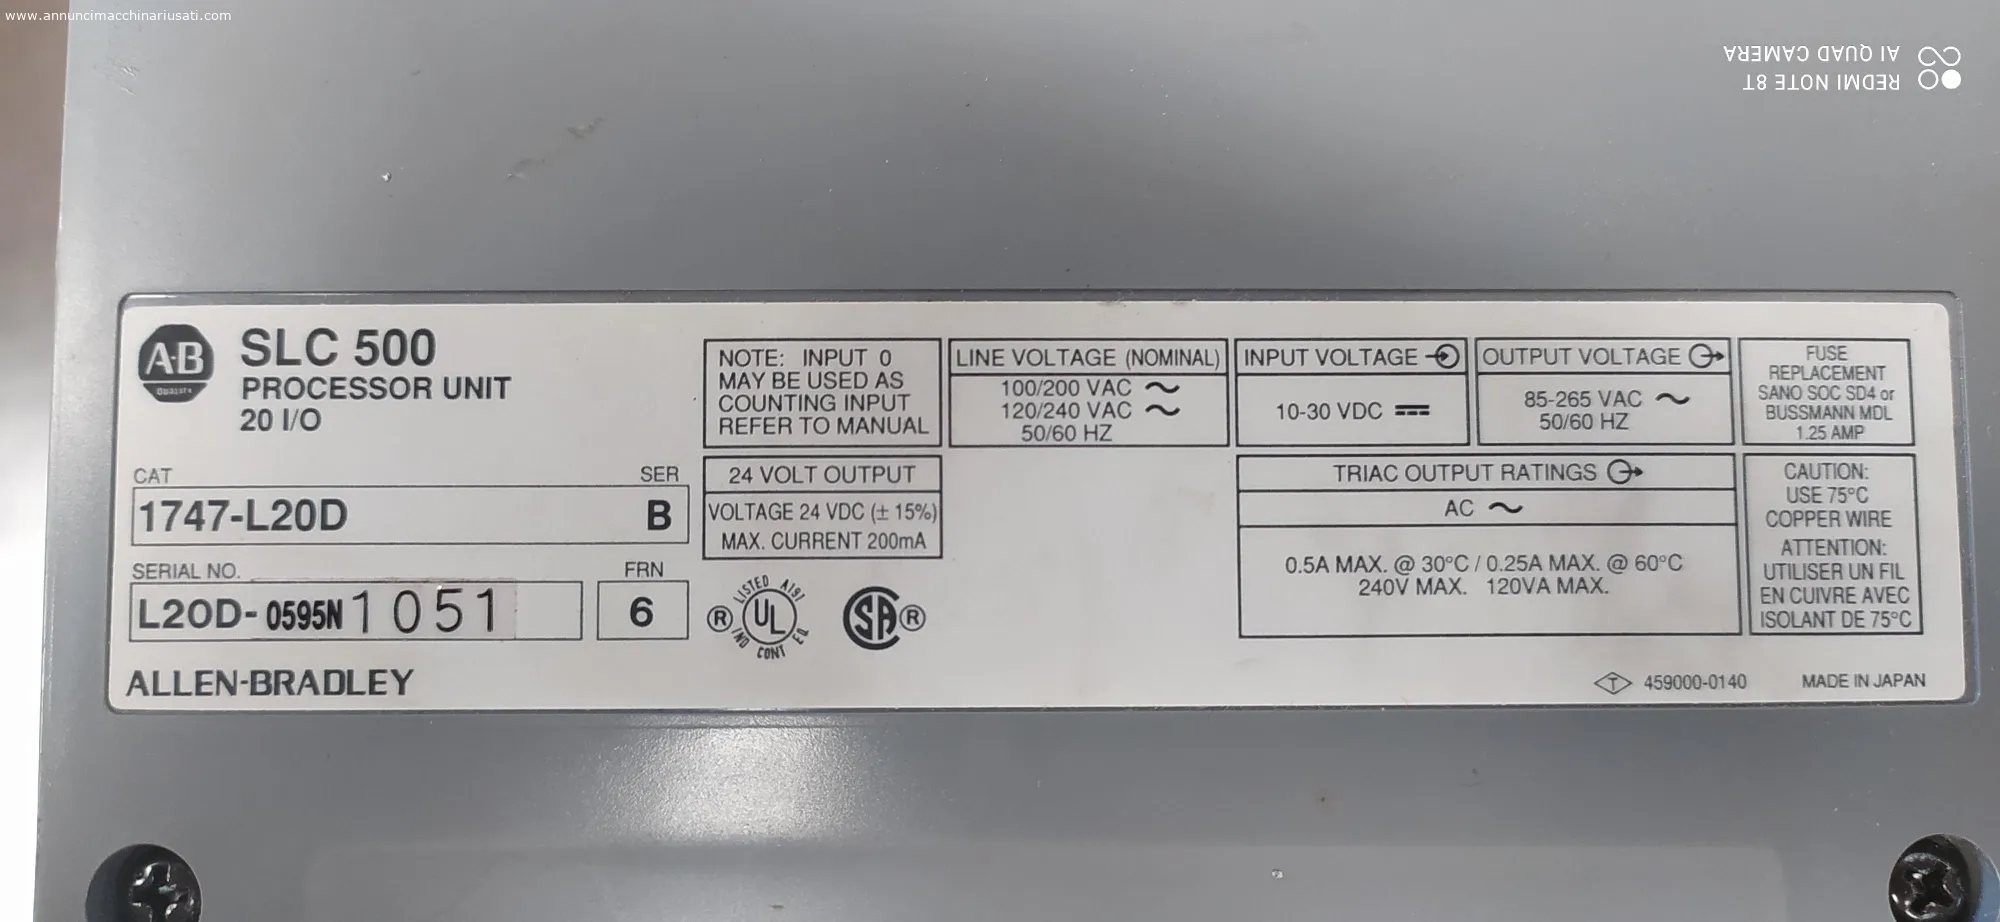 www.annuncimacchinariusati.com
REDMI NOTE 8T
AI QUAD CAMERA
A-B
QUALITY
SLC 500
PROCESSOR UNIT
20 I/O
CAT
SER
1747-L20D
B
SERIAL NO.
FRN
L20D-0595N1051
6
ALLEN-BRADLEY
NOTE: INPUT 0
MAY BE USED AS
COUNTING INPUT
REFER TO MANUAL
24 VOLT OUTPUT
VOLTAGE 24 VDC (± 15%)
MAX. CURRENT 200mA
® LISTED A191
UL
IND CONT EQ
SA ®
LINE VOLTAGE (NOMINAL)
100/200 VAC ～
120/240 VAC ～
50/60 HZ
INPUT VOLTAGE
10-30 VDC
OUTPUT VOLTAGE
85-265 VAC ～
50/60 HZ
FUSE
REPLACEMENT
SANO SOC SD4 or
BUSSMANN MDL
1.25 AMP
TRIAC OUTPUT RATINGS
AC ～
0.5A MAX. @ 30°C / 0.25A MAX. @ 60°C
240V MAX. 120VA MAX.
CAUTION:
USE 75°C
COPPER WIRE
ATTENTION:
UTILISER UN FIL
EN CUIVRE AVEC
ISOLANT DE 75°C
T 459000-0140
MADE IN JAPAN